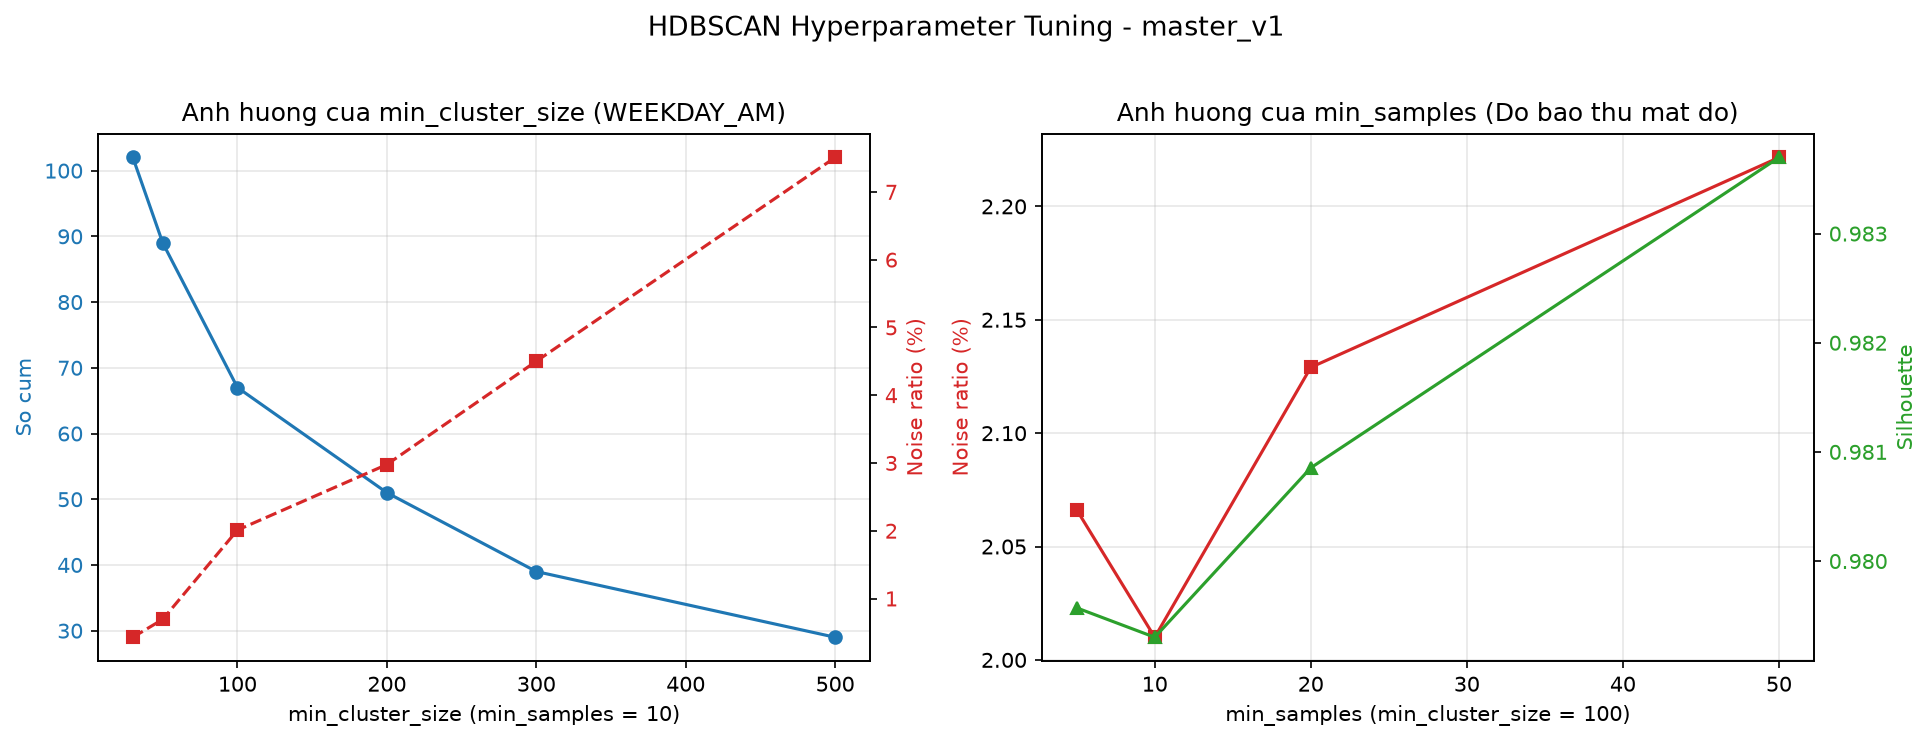 HDBSCAN Hyperparameter Tuning - master_v1
Anh huong cua min_cluster_size (WEEKDAY_AM)
So cum
100
90
80
70
60
50
40
30
7
6
5
4
3
2
1
Noise ratio (%)
100 200 300 400 500
min_cluster_size (min_samples = 10)
Anh huong cua min_samples (Do bao thu mat do)
Noise ratio (%)
2.20
2.15
2.10
2.05
2.00
0.983
0.982
0.981
0.980
Silhouette
10 20 30 40 50
min_samples (min_cluster_size = 100)